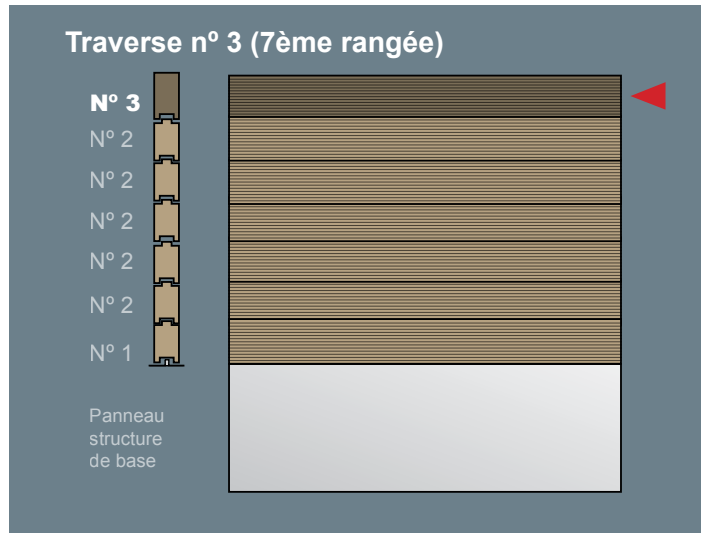 Traverse nº 3 (7ème rangée)
Nº 3
Nº 2
Nº 2
Nº 2
Nº 2
Nº 2
Nº 1
Panneau
structure
de base